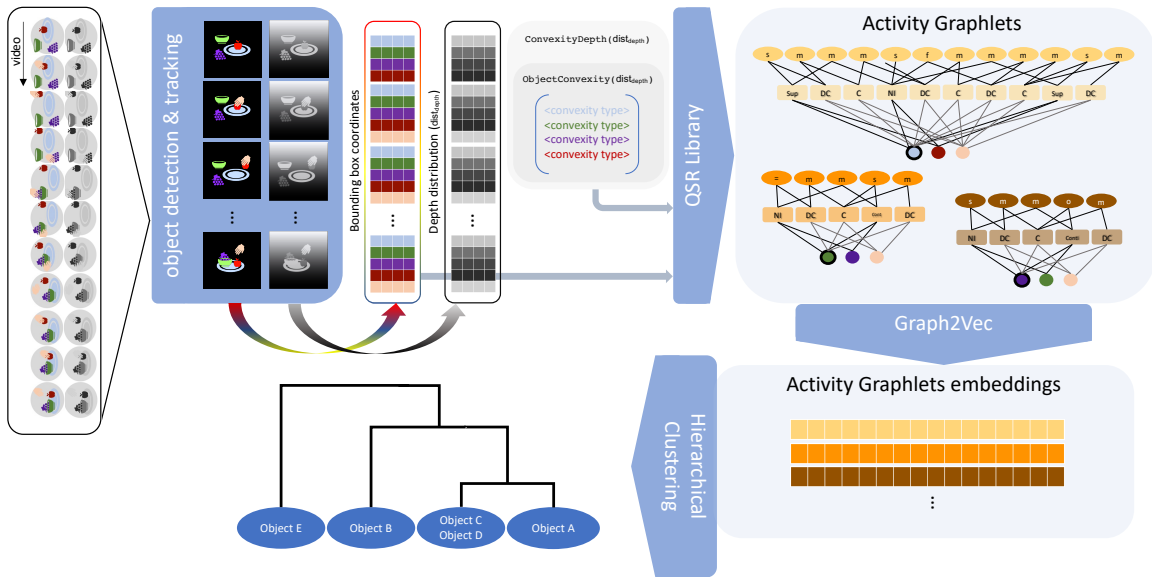 video
object detection & tracking
...
Bounding box coordinates
...
Depth distribution (dist_depth)
...
ConvexityDepth(dist_depth)
ObjectConvexity(dist_depth)
<convexity type>
<convexity type>
<convexity type>
<convexity type>
QSR Library
Activity Graphlets
s m m m s f m m m m s m
Sup DC C NI DC C DC C Sup DC
= m m s m
NI DC C Cont. DC
s m m o m
NI DC C Conti DC
Graph2Vec
Activity Graphlets embeddings
...
Hierarchical
Clustering
Object E
Object B
Object C
Object D
Object A